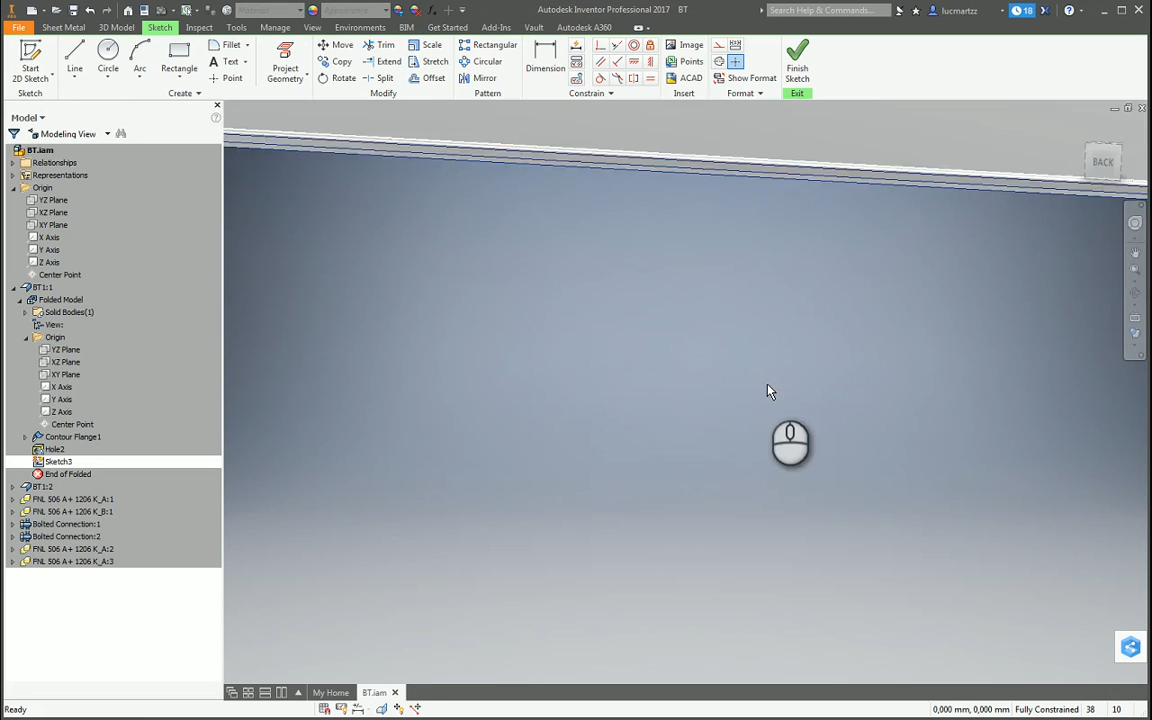 Material
Appearance
Autodesk Inventor Professional 2017 BT
Search Help & Commands...
lucmartzz
18
File Sheet Metal 3D Model Sketch Inspect Tools Manage View Environments BIM Get Started Add-Ins Vault Autodesk A360
Start
2D Sketch
Line
Circle
Arc
Rectangle
Fillet
Text
Point
Project
Geometry
Move Trim Scale
Copy Extend Stretch
Rotate Split Offset
Rectangular
Circular
Mirror
Dimension
Image
Points
ACAD
Show Format
Finish
Sketch
Sketch Create Modify Pattern Constrain Insert Format Exit
Model
Modeling View
BT.iam
Relationships
Representations
Origin
YZ Plane
XZ Plane
XY Plane
X Axis
Y Axis
Z Axis
Center Point
BT1:1
Folded Model
Solid Bodies(1)
View:
Origin
YZ Plane
XZ Plane
XY Plane
X Axis
Y Axis
Z Axis
Center Point
Contour Flange1
Hole2
Sketch3
End of Folded
BT1:2
FNL 506 A+ 1206 K_A:1
FNL 506 A+ 1206 K_B:1
Bolted Connection:1
Bolted Connection:2
FNL 506 A+ 1206 K_A:2
FNL 506 A+ 1206 K_A:3
BACK
My Home BT.iam
Ready
0,000 mm, 0,000 mm Fully Constrained 38 10